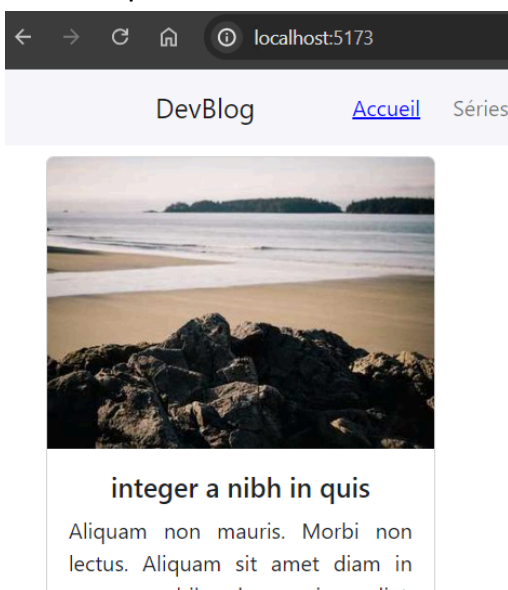 localhost:5173
DevBlog Accueil Séries
integer a nibh in quis
Aliquam non mauris. Morbi non
lectus. Aliquam sit amet diam in